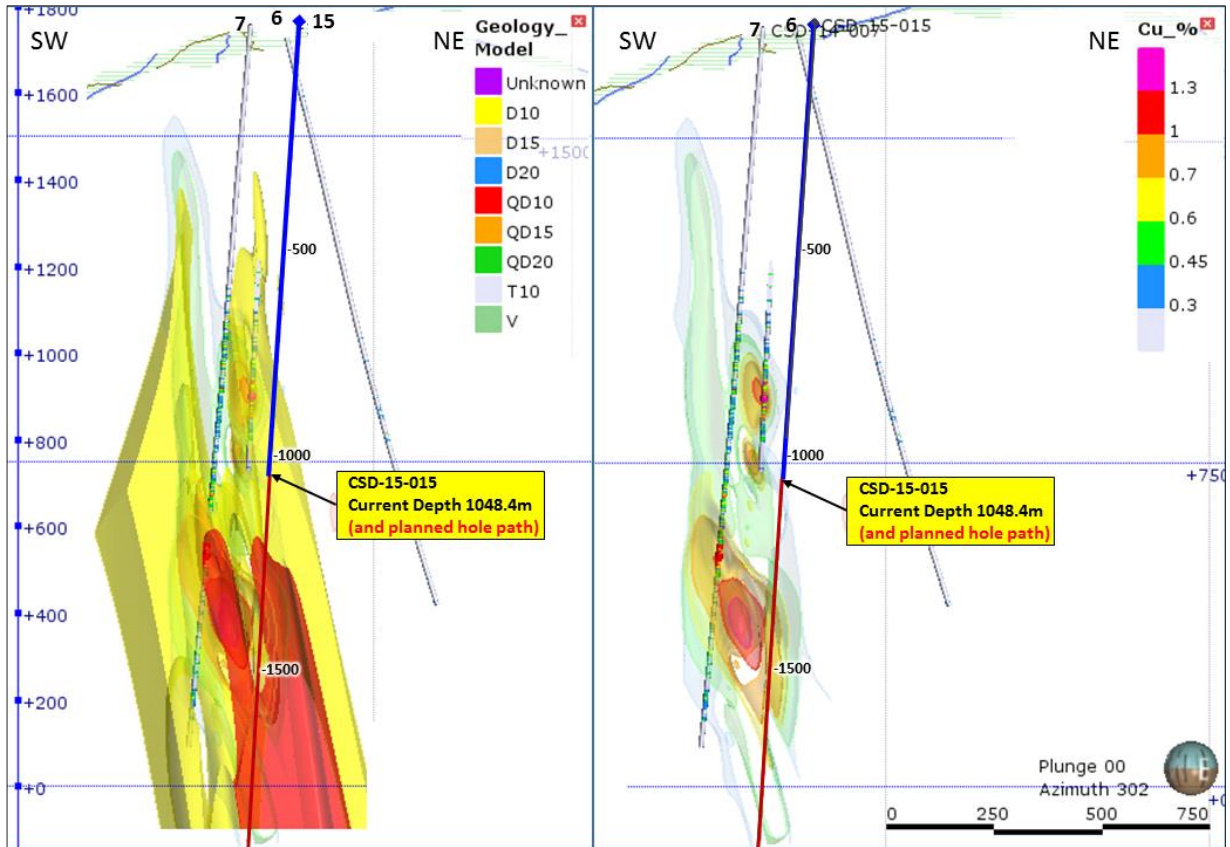 7 6 15
SW
NE
Geology_
Model
Unknown
D10
D15
D20
QD10
QD15
QD20
T10
V
+1800
+1600
+1400
+1200
+1000
+800
+600
+400
+200
+0
+1500
-500
-1000
-1500
CSD-15-015
Current Depth 1048.4m
(and planned hole path)
7 6
CSD-15-015
SW
NE
Cu_%
1.3
1
0.7
0.6
0.45
0.3
-500
-1000
-1500
+750
CSD-15-015
Current Depth 1048.4m
(and planned hole path)
Plunge 00
Azimuth 302
E
0 250 500 750